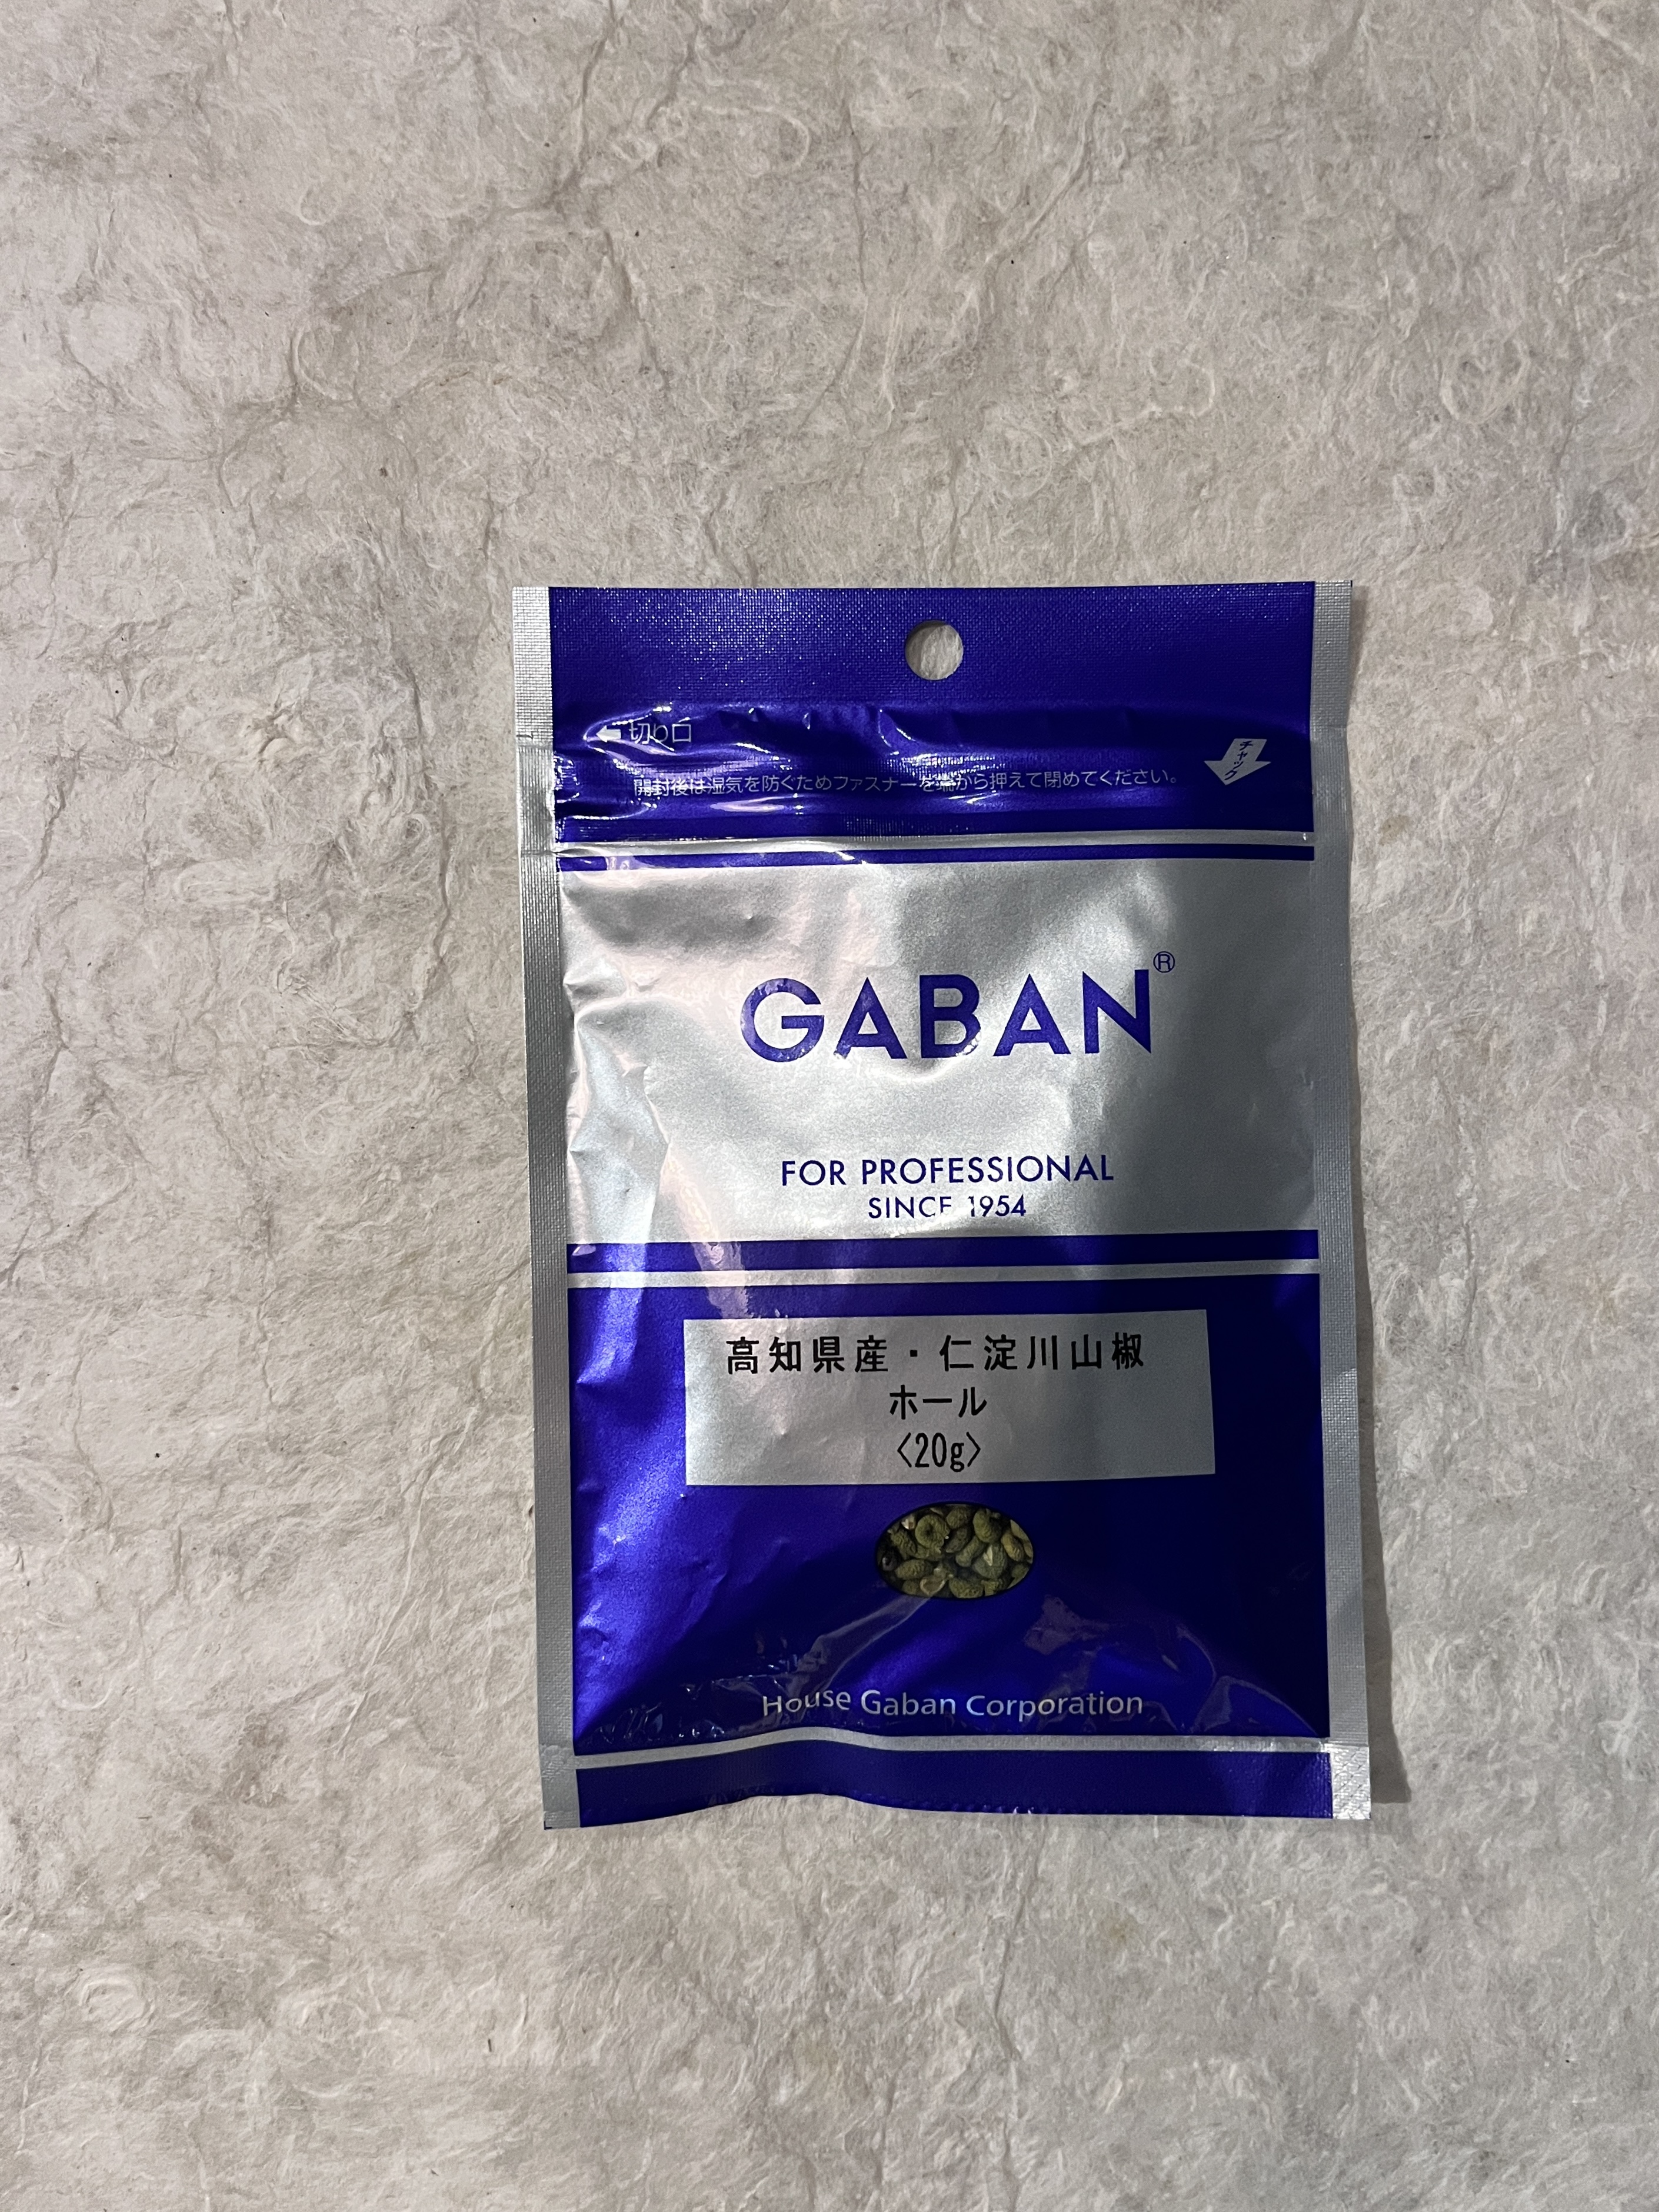 切り口
チャック
開封後は湿気を防ぐためファスナーを端から押えて閉めてください。
GABAN®
FOR PROFESSIONAL
SINCE 1954
高知県産・仁淀川山椒
ホール
〈20g〉
House Gaban Corporation